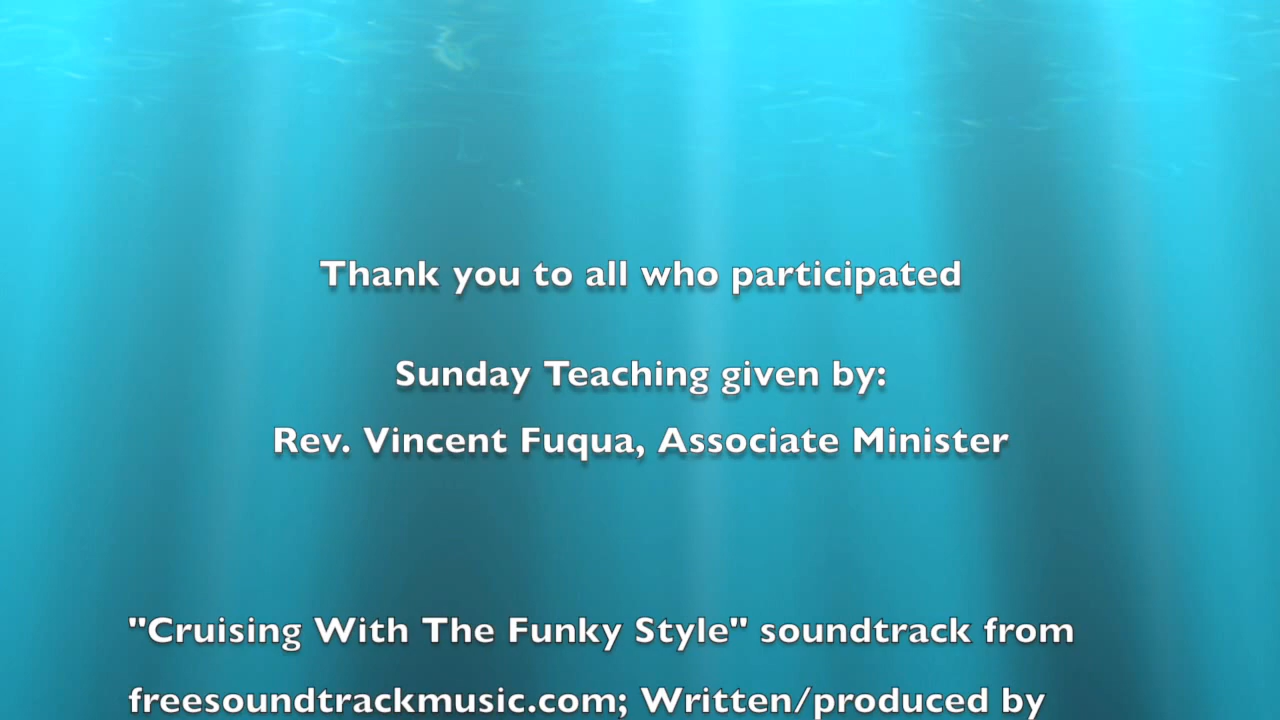 Thank you to all who participated
Sunday Teaching given by:
Rev. Vincent Fuqua, Associate Minister
"Cruising With The Funky Style" soundtrack from
freesoundtrackmusic.com; Written/produced by